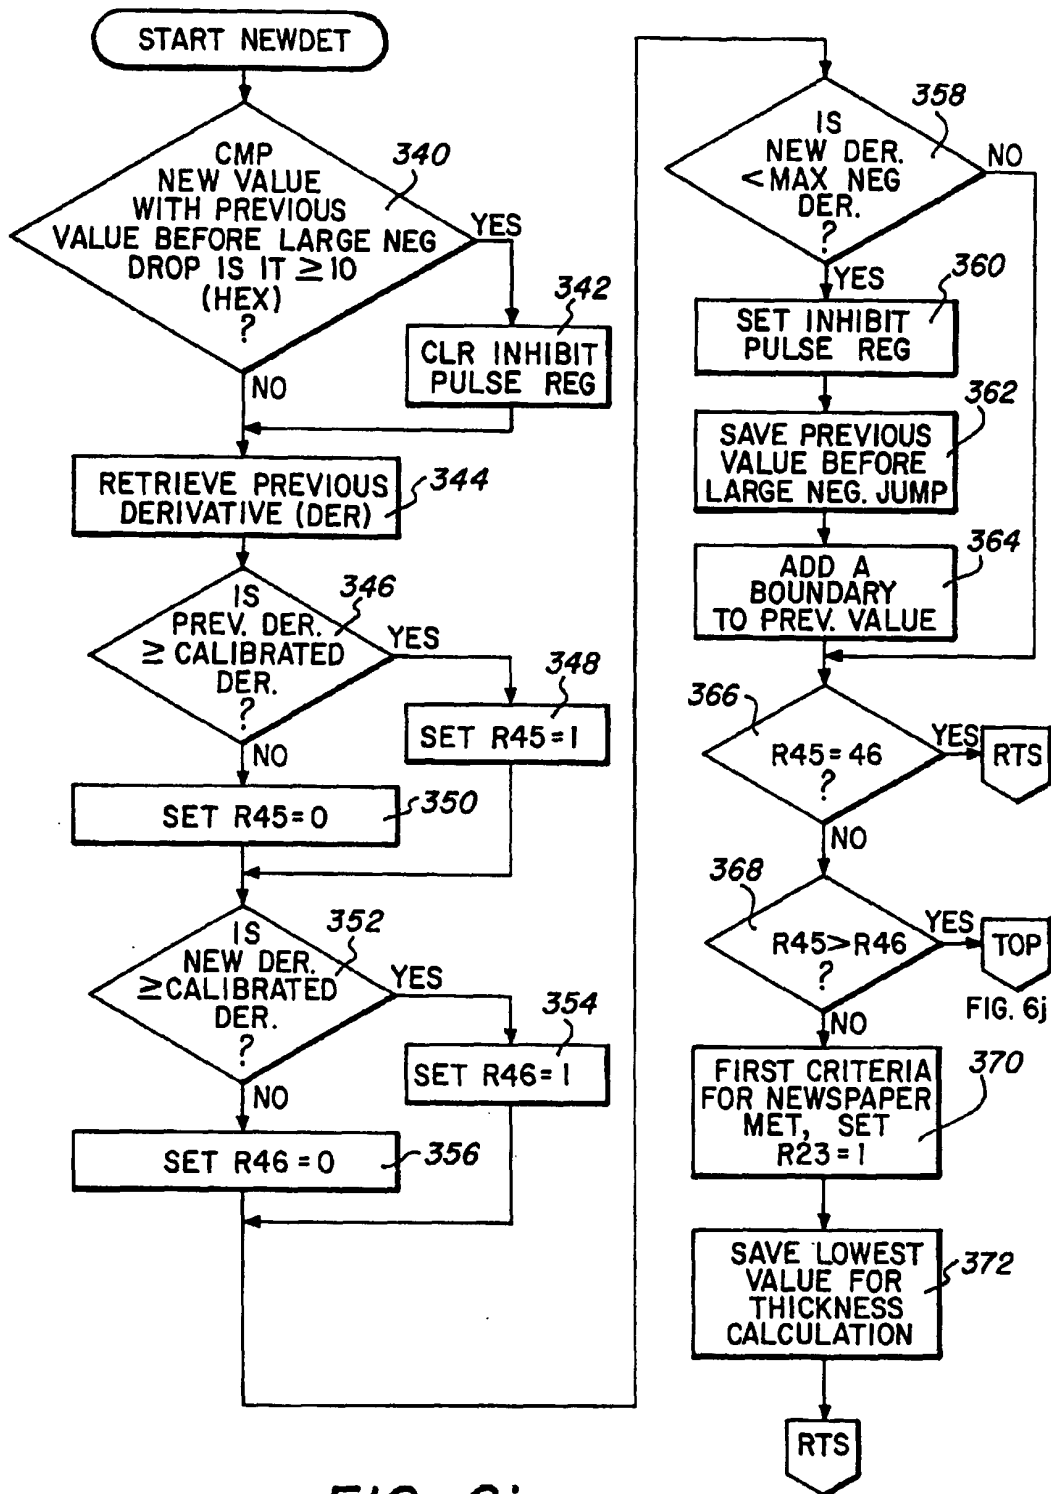 START NEWDET
CMP
NEW VALUE
WITH PREVIOUS
VALUE BEFORE LARGE NEG
DROP IS IT ≥ 10
(HEX)
?
340
YES
NO
342
CLR INHIBIT
PULSE REG
RETRIEVE PREVIOUS
DERIVATIVE (DER)
344
IS
PREV. DER.
≥ CALIBRATED
DER.
?
346
YES
NO
348
SET R45=1
SET R45=0
350
IS
NEW DER.
≥ CALIBRATED
DER.
?
352
YES
NO
354
SET R46=1
SET R46=0
356
IS
NEW DER.
< MAX NEG
DER.
?
358
NO
YES
360
SET INHIBIT
PULSE REG
362
SAVE PREVIOUS
VALUE BEFORE
LARGE NEG. JUMP
364
ADD A
BOUNDARY
TO PREV. VALUE
366
R45=46
?
YES
RTS
NO
368
R45>R46
?
YES
TOP
FIG. 6j
NO
FIRST CRITERIA
FOR NEWSPAPER
MET, SET
R23=1
370
SAVE LOWEST
VALUE FOR
THICKNESS
CALCULATION
372
RTS